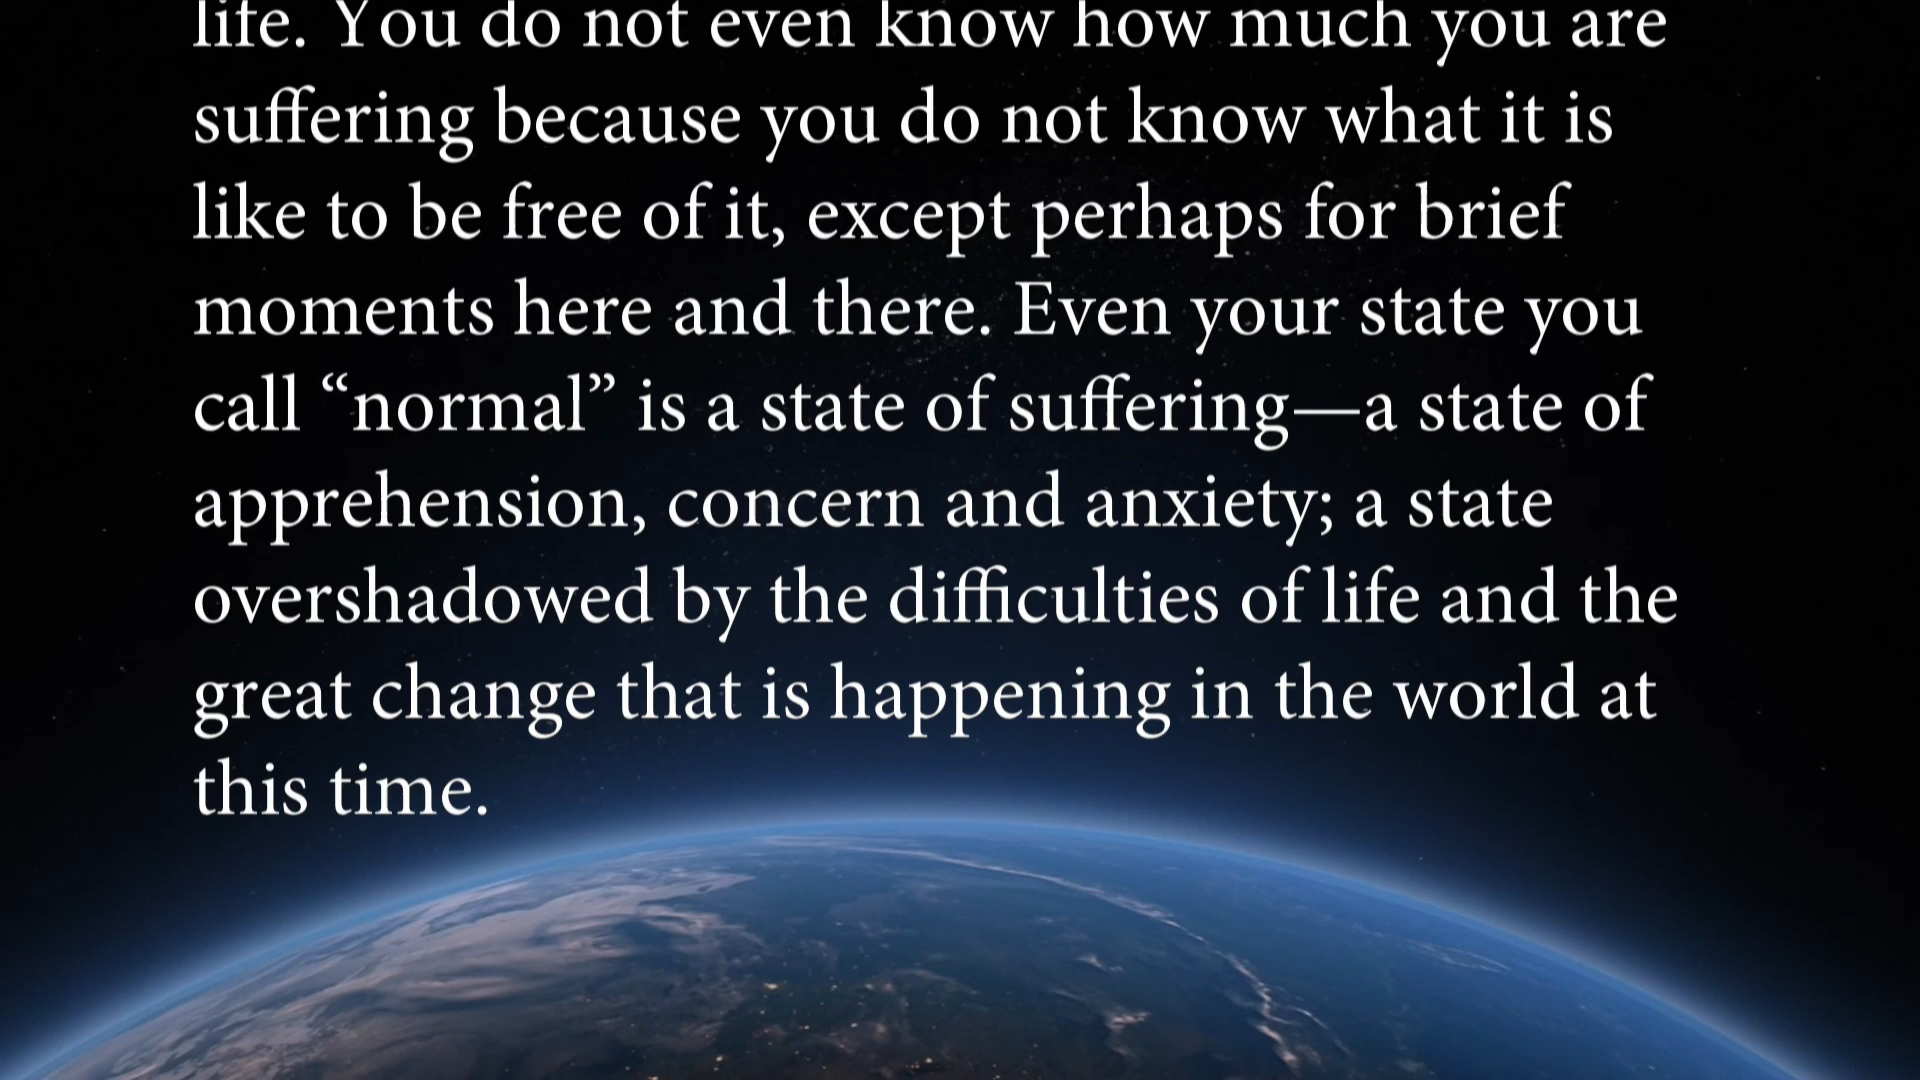 life. You do not even know how much you are
suffering because you do not know what it is
like to be free of it, except perhaps for brief
moments here and there. Even your state you
call “normal” is a state of suffering—a state of
apprehension, concern and anxiety; a state
overshadowed by the difficulties of life and the
great change that is happening in the world at
this time.